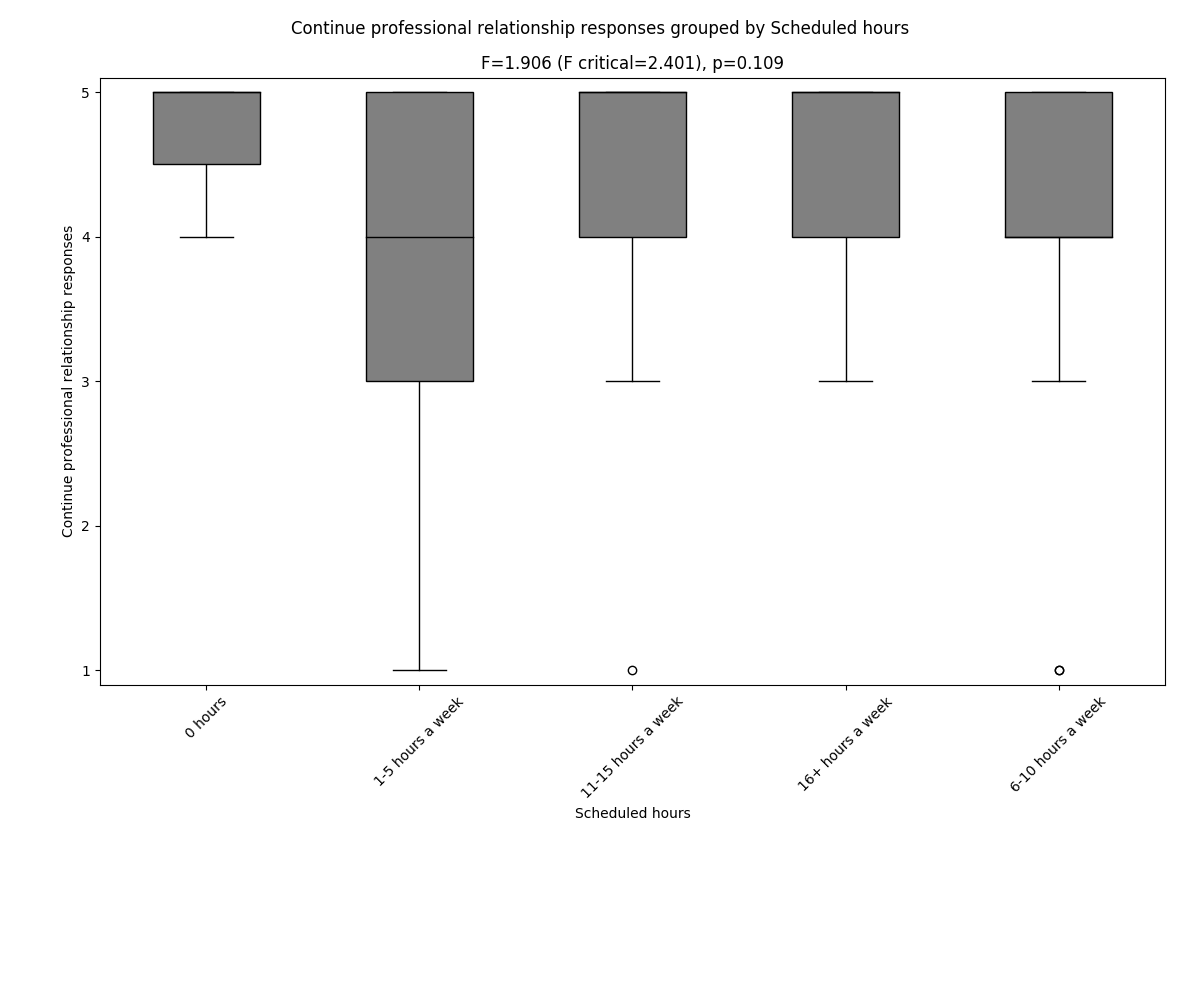 Continue professional relationship responses grouped by Scheduled hours
F=1.906 (F critical=2.401), p=0.109
Continue professional relationship responses
5
4
3
2
1
0 hours
1-5 hours a week
11-15 hours a week
16+ hours a week
6-10 hours a week
Scheduled hours